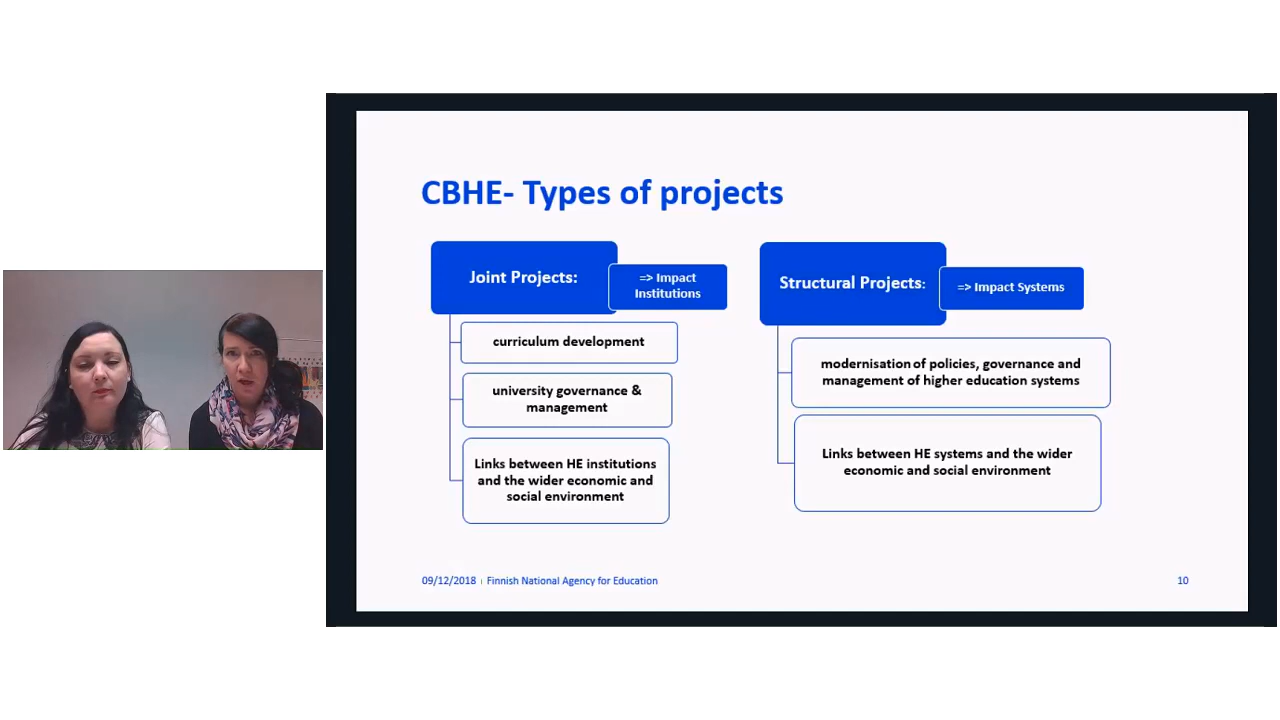 CBHE- Types of projects
Joint Projects:
=> Impact
Institutions
curriculum development
university governance &
management
Links between HE institutions
and the wider economic and
social environment
Structural Projects:
=> Impact Systems
modernisation of policies, governance and
management of higher education systems
Links between HE systems and the wider
economic and social environment
09/12/2018 | Finnish National Agency for Education
10